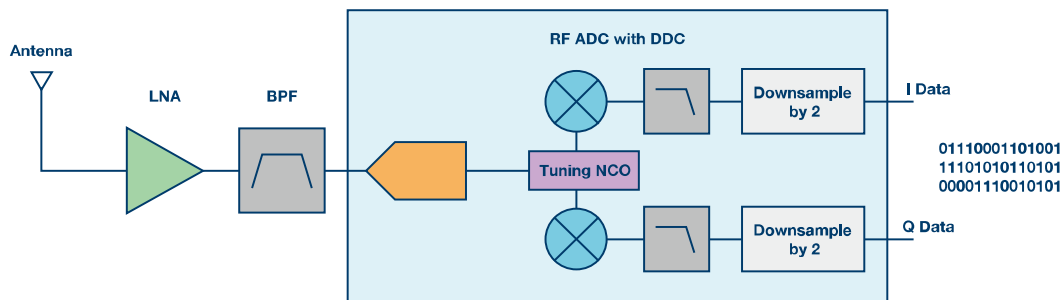 RF ADC with DDC
Antenna
LNA
BPF
Downsample
by 2
I Data
Tuning NCO
01110001101001
11101010110101
00001110010101
Downsample
by 2
Q Data